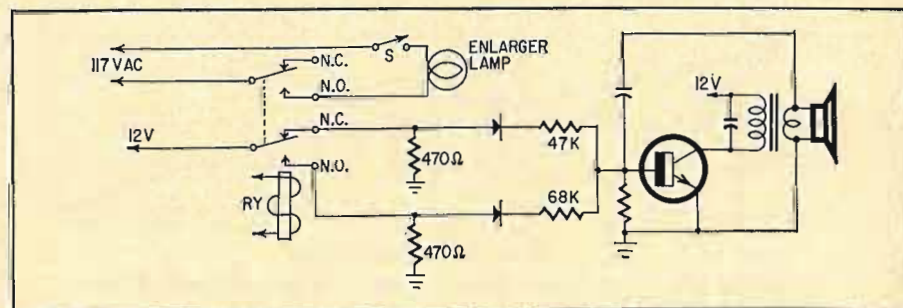 117 VAC
N.C.
S
ENLARGER
LAMP
N.O.
12V
N.C.
12V
470Ω
47K
N.O.
RY
68K
470Ω